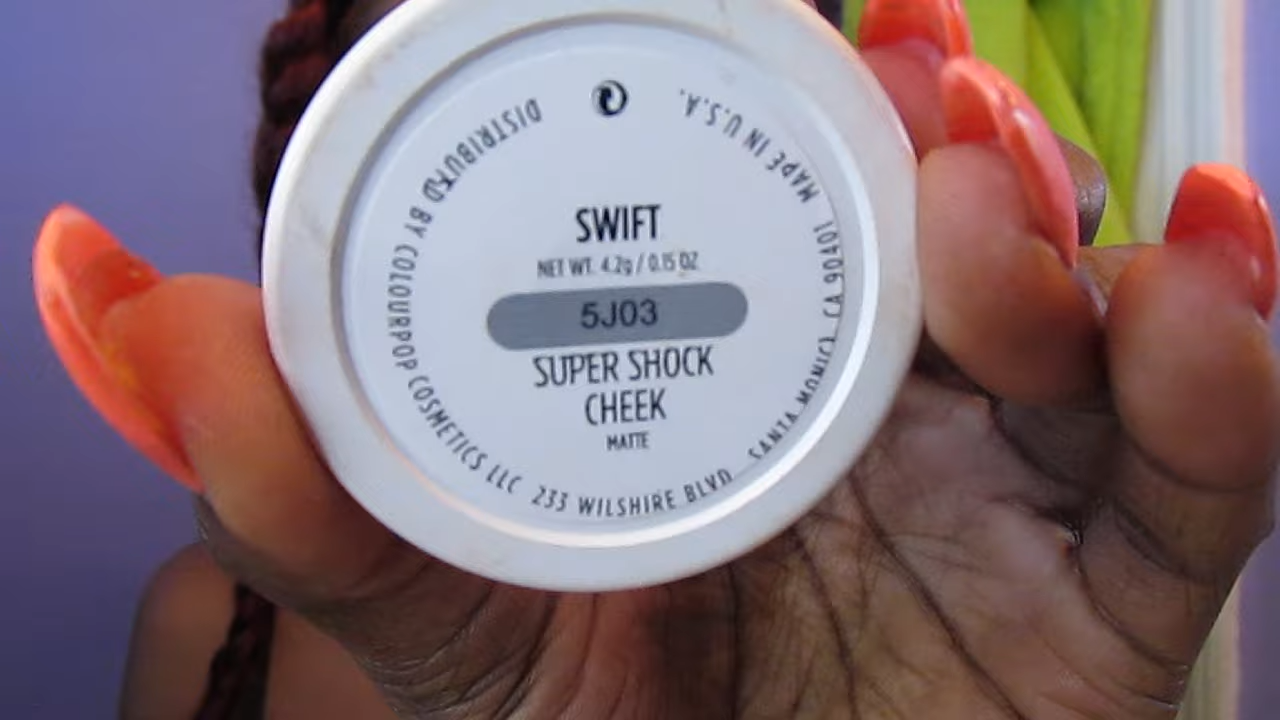 SWIFT
NET WT. 4.2g / 0.15 OZ
5J03
SUPER SHOCK
CHEEK
MATTE
DISTRIBUTED BY COLOURPOP COSMETICS LLC 233 WILSHIRE BLVD SANTA MONICA CA 90401 MADE IN U.S.A.